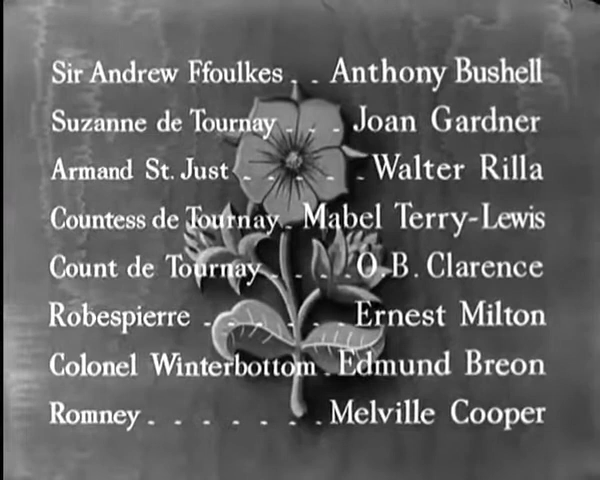 Sir Andrew Ffoulkes . . Anthony Bushell
Suzanne de Tournay . . . Joan Gardner
Armand St. Just . . . . Walter Rilla
Countess de Tournay . Mabel Terry-Lewis
Count de Tournay . . . O.B. Clarence
Robespierre . . . . . Ernest Milton
Colonel Winterbottom . Edmund Breon
Romney . . . . . . . Melville Cooper